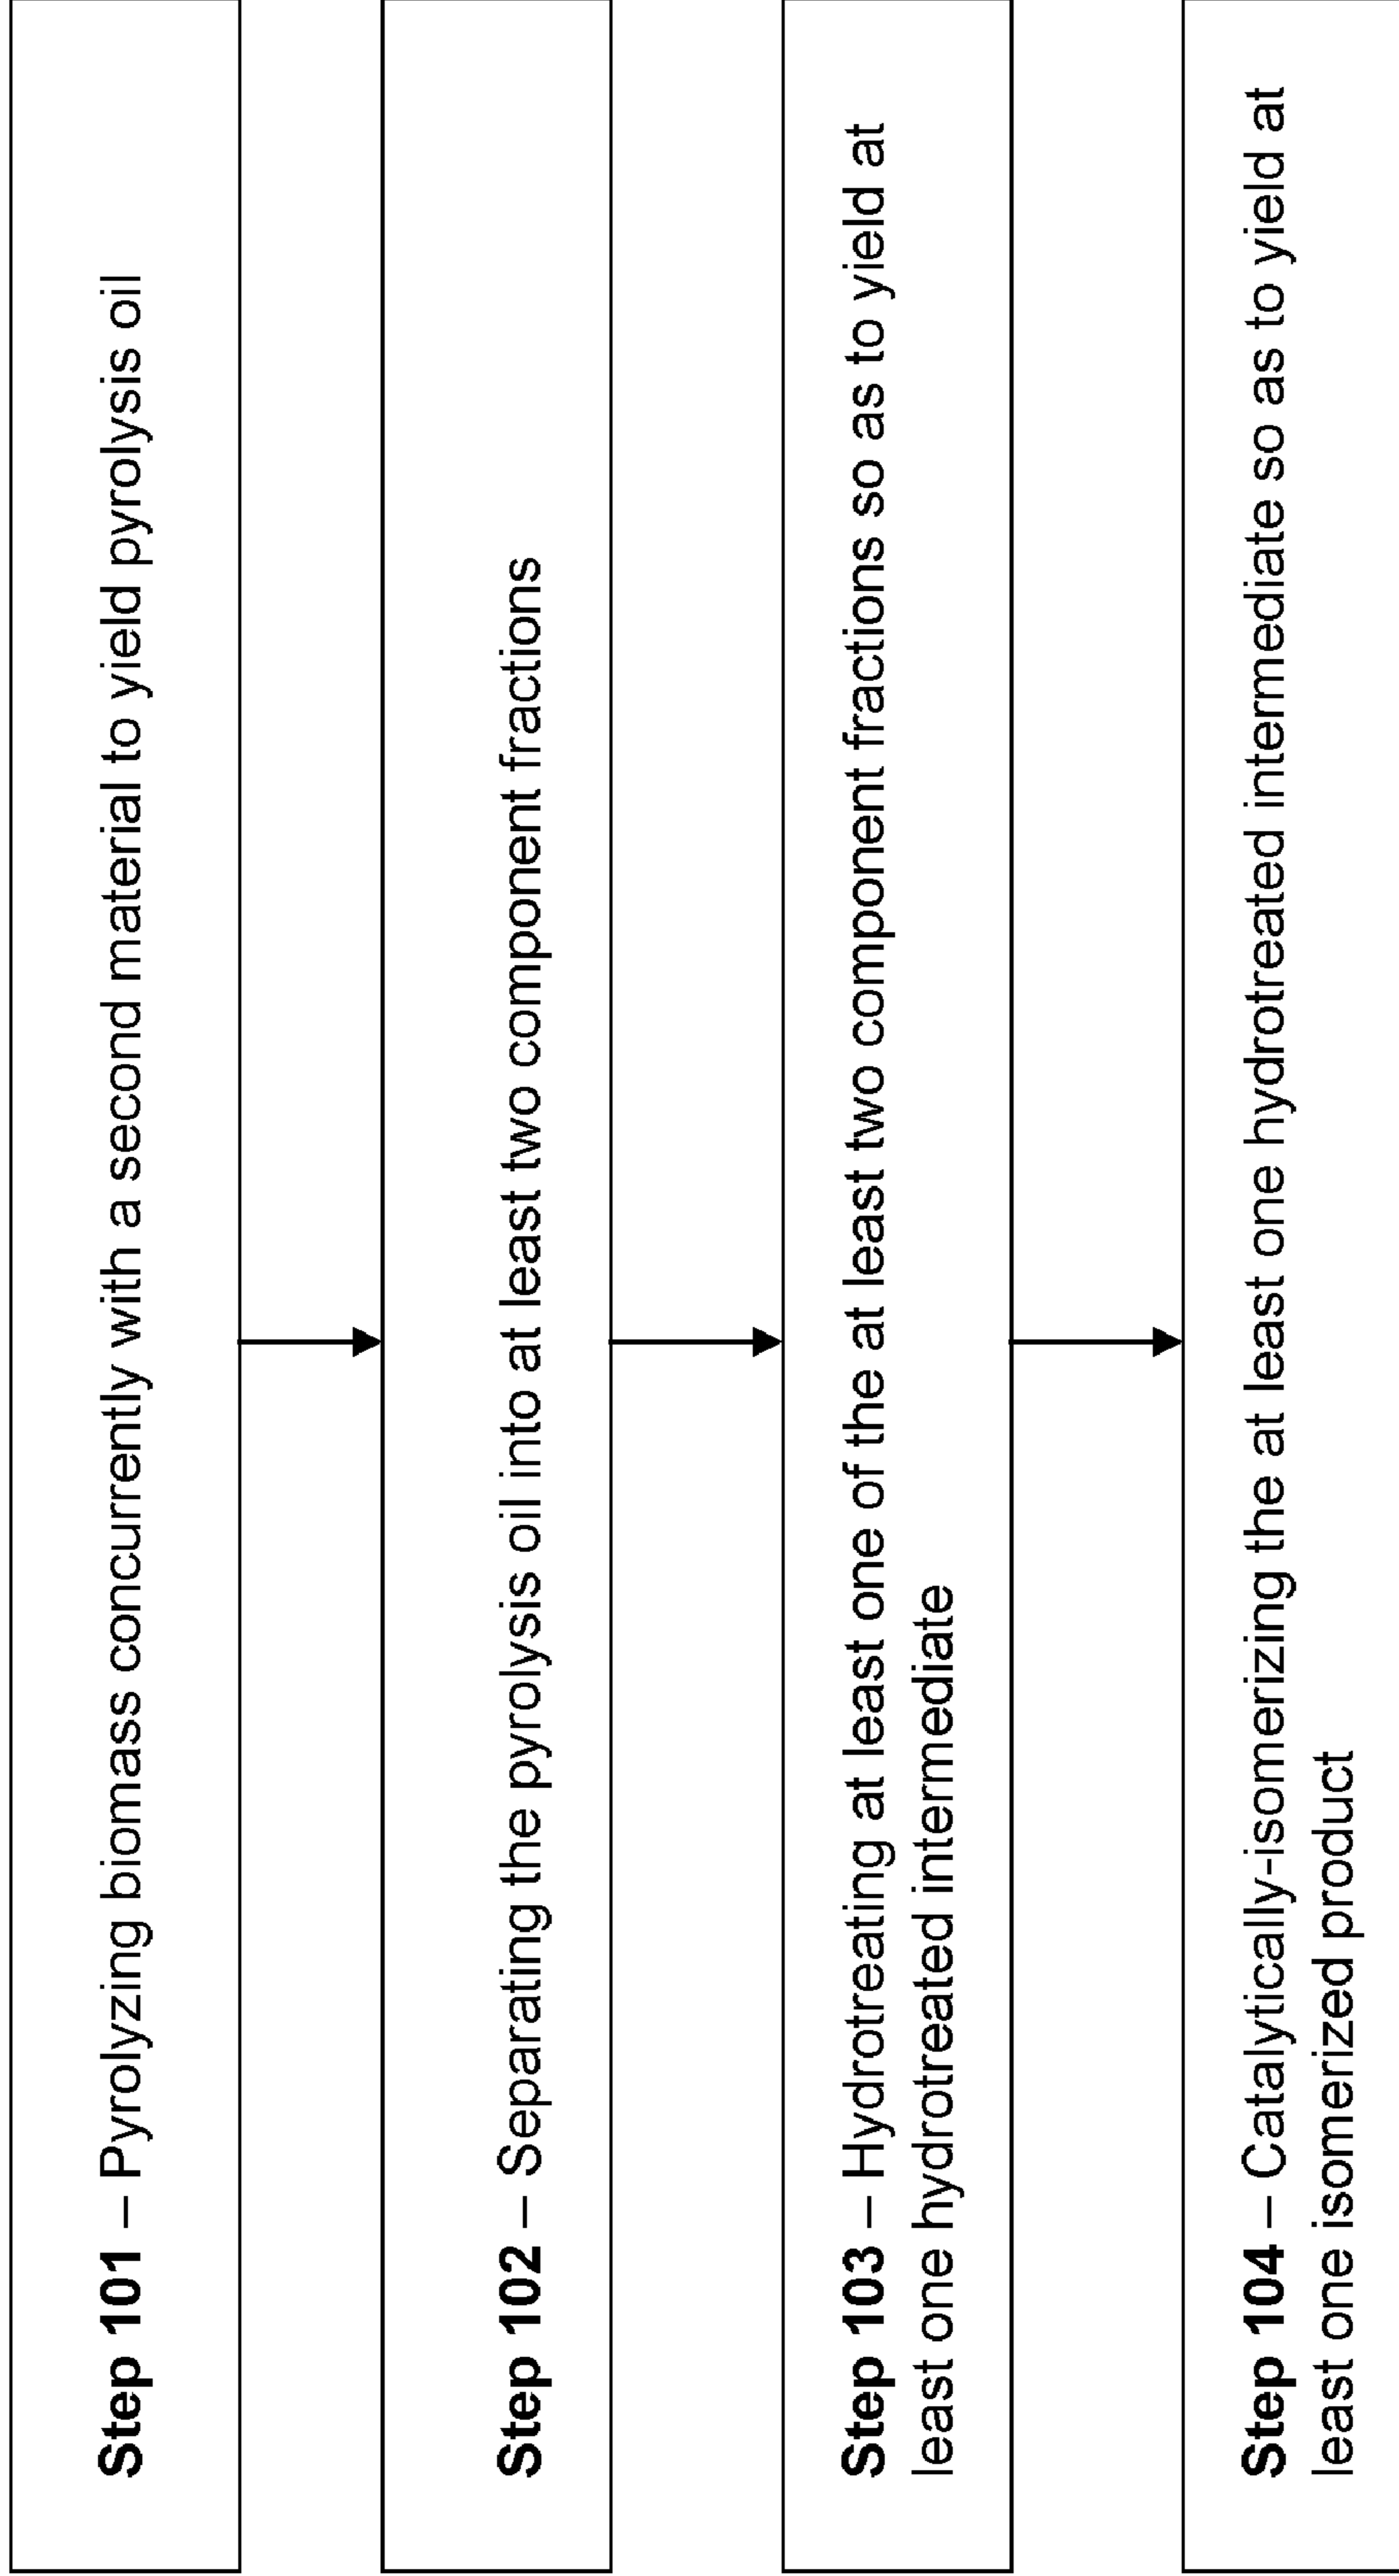 Step 101 – Pyrolyzing biomass concurrently with a second material to yield pyrolysis oil
Step 102 – Separating the pyrolysis oil into at least two component fractions
Step 103 – Hydrotreating at least one of the at least two component fractions so as to yield at
least one hydrotreated intermediate
Step 104 – Catalytically-isomerizing the at least one hydrotreated intermediate so as to yield at
least one isomerized product